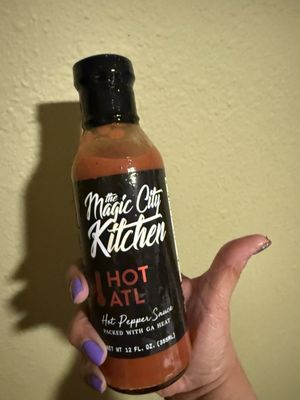 the
Magic City
Kitchen
HOT
ATL
Hot Pepper Sauce
PACKED WITH GA HEAT
NET WT 12 FL. OZ. (355ML)